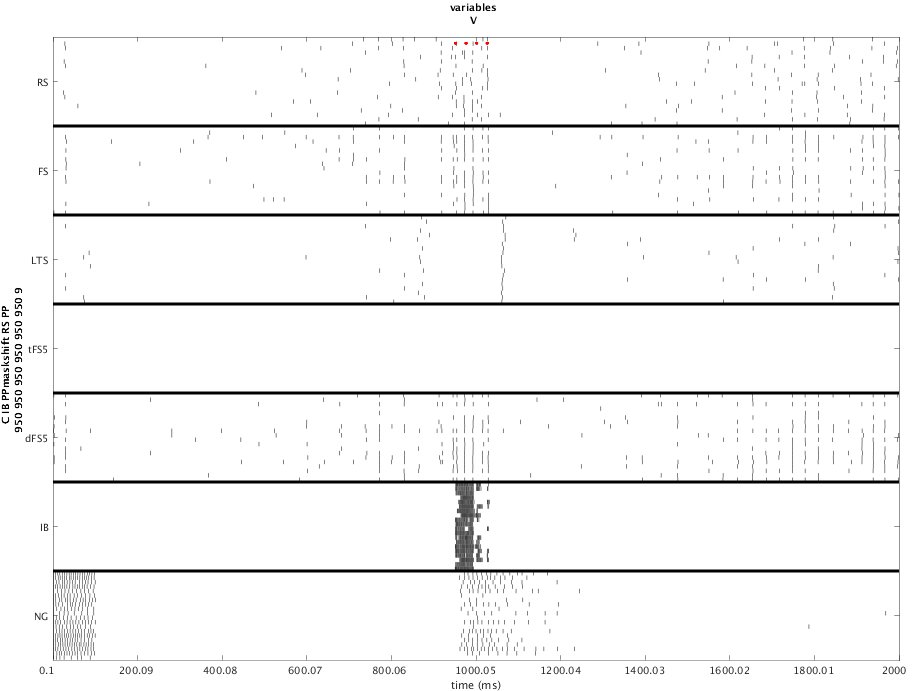 variables
V
C IB PPmaskshift RS PP
950 950 950 950 950 950 950 9
RS
FS
LTS
tFS5
dFS5
IB
NG
0.1 200.09 400.08 600.07 800.06 1000.05 1200.04 1400.03 1600.02 1800.01 2000
time (ms)